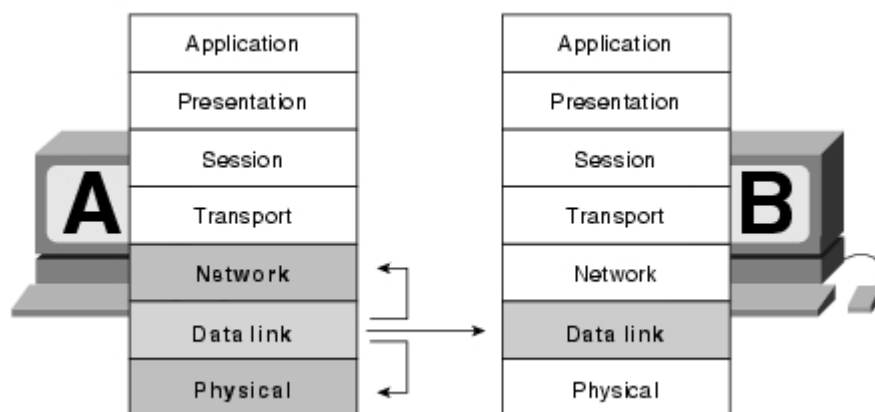 Application
Presentation
Session
Transport
Network
Data link
Physical
A
Application
Presentation
Session
Transport
Network
Data link
Physical
B